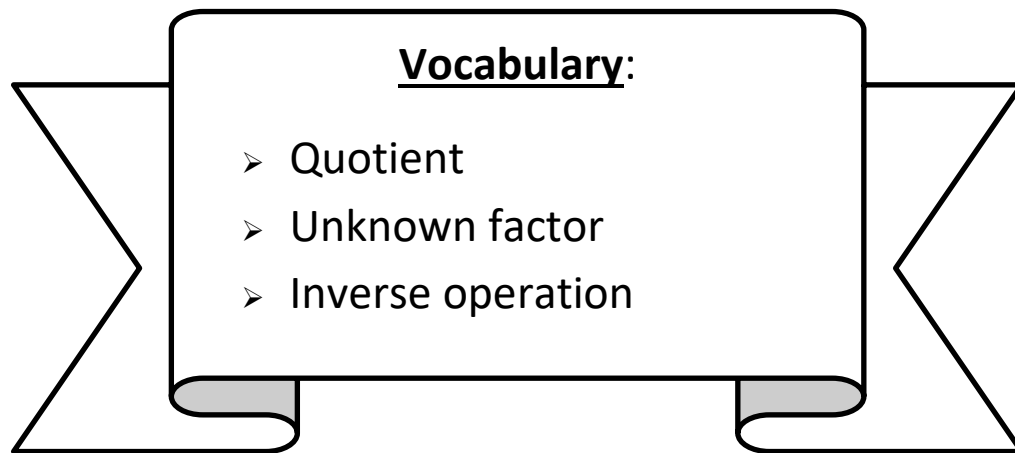 Vocabulary:
➢ Quotient
➢ Unknown factor
➢ Inverse operation